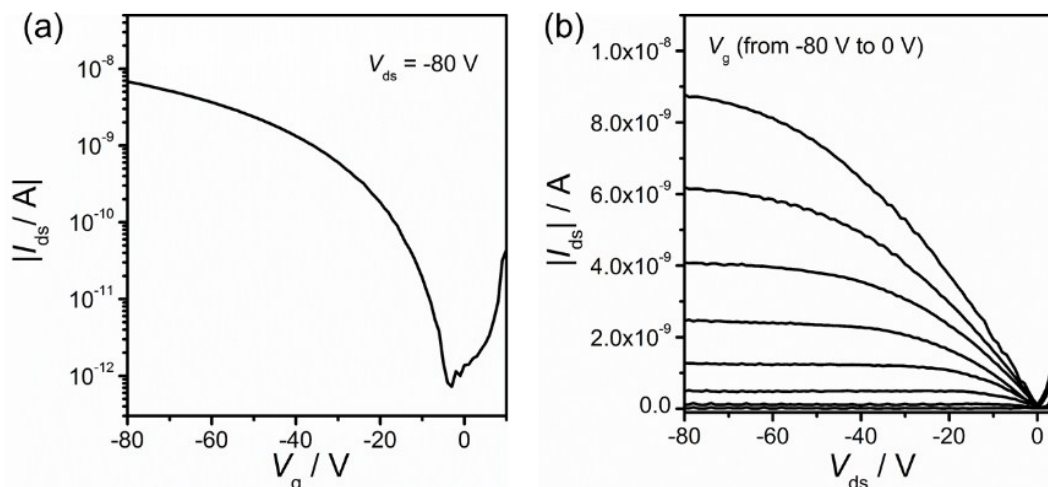 (a)
V_ds = -80 V
10^-8
10^-9
10^-10
10^-11
10^-12
|I_ds/ A|
-80 -60 -40 -20 0
V_g / V
(b)
V_g (from -80 V to 0 V)
1.0x10^-8
8.0x10^-9
6.0x10^-9
4.0x10^-9
2.0x10^-9
0.0
|I_ds| / A
-80 -60 -40 -20 0
V_ds / V